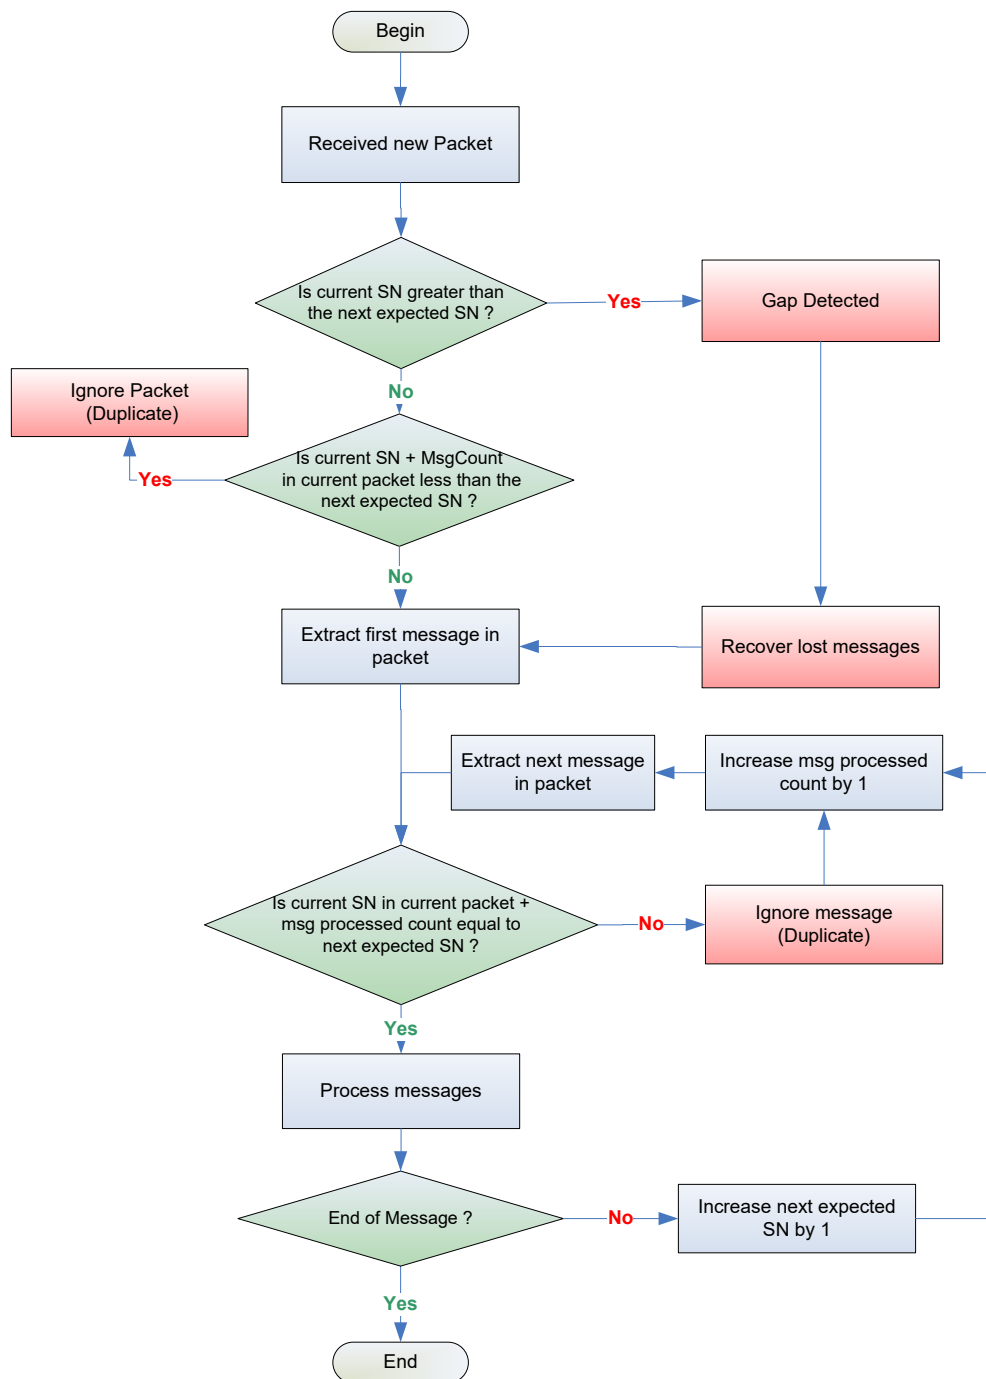 Begin
Received new Packet
Is current SN greater than
the next expected SN ?
Yes
Gap Detected
No
Ignore Packet
(Duplicate)
Is current SN + MsgCount
in current packet less than the
next expected SN ?
Yes
No
Extract first message in
packet
Recover lost messages
Extract next message
in packet
Increase msg processed
count by 1
Is current SN in current packet +
msg processed count equal to
next expected SN ?
No
Ignore message
(Duplicate)
Yes
Process messages
End of Message ?
No
Increase next expected
SN by 1
Yes
End